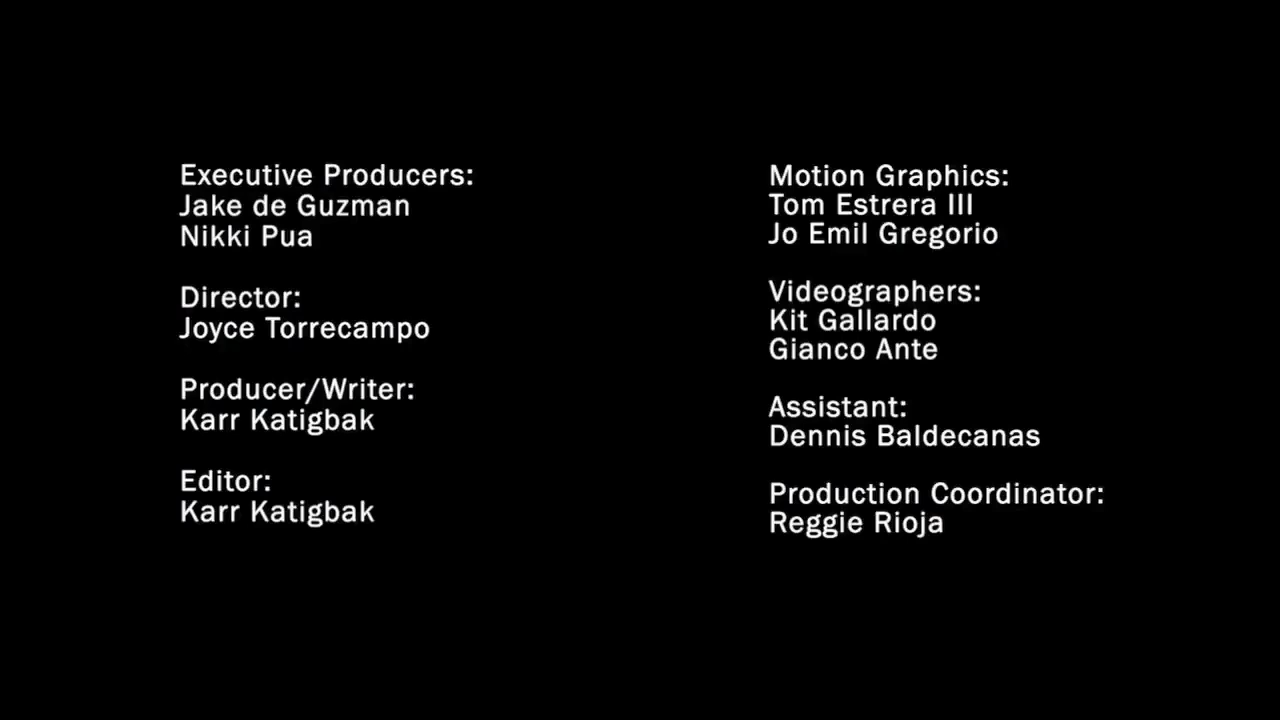 Executive Producers:
Jake de Guzman
Nikki Pua
Director:
Joyce Torrecampo
Producer/Writer:
Karr Katigbak
Editor:
Karr Katigbak
Motion Graphics:
Tom Estrera III
Jo Emil Gregorio
Videographers:
Kit Gallardo
Gianco Ante
Assistant:
Dennis Baldecanas
Production Coordinator:
Reggie Rioja